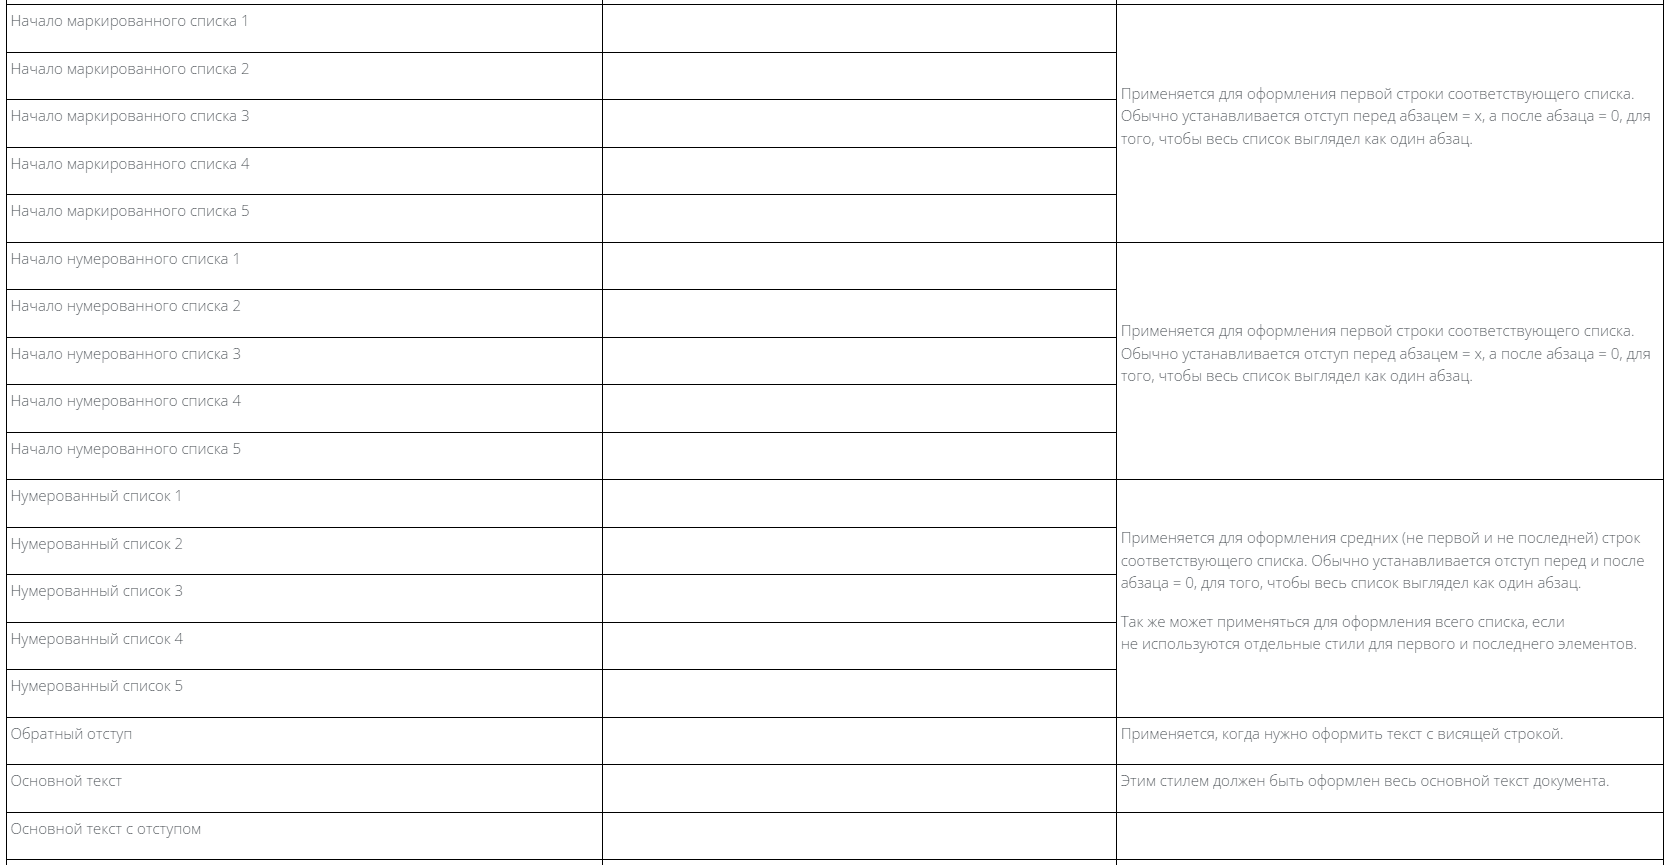 Начало маркированного списка 1
Начало маркированного списка 2
Начало маркированного списка 3
Начало маркированного списка 4
Начало маркированного списка 5
Применяется для оформления первой строки соответствующего списка.
Обычно устанавливается отступ перед абзацем = x, а после абзаца = 0, для
того, чтобы весь список выглядел как один абзац.
Начало нумерованного списка 1
Начало нумерованного списка 2
Начало нумерованного списка 3
Начало нумерованного списка 4
Начало нумерованного списка 5
Применяется для оформления первой строки соответствующего списка.
Обычно устанавливается отступ перед абзацем = x, а после абзаца = 0, для
того, чтобы весь список выглядел как один абзац.
Нумерованный список 1
Нумерованный список 2
Нумерованный список 3
Нумерованный список 4
Нумерованный список 5
Применяется для оформления средних (не первой и не последней) строк
соответствующего списка. Обычно устанавливается отступ перед и после
абзаца = 0, для того, чтобы весь список выглядел как один абзац.
Так же может применяться для оформления всего списка, если
не используются отдельные стили для первого и последнего элементов.
Обратный отступ
Применяется, когда нужно оформить текст с висящей строкой.
Основной текст
Этим стилем должен быть оформлен весь основной текст документа.
Основной текст с отступом